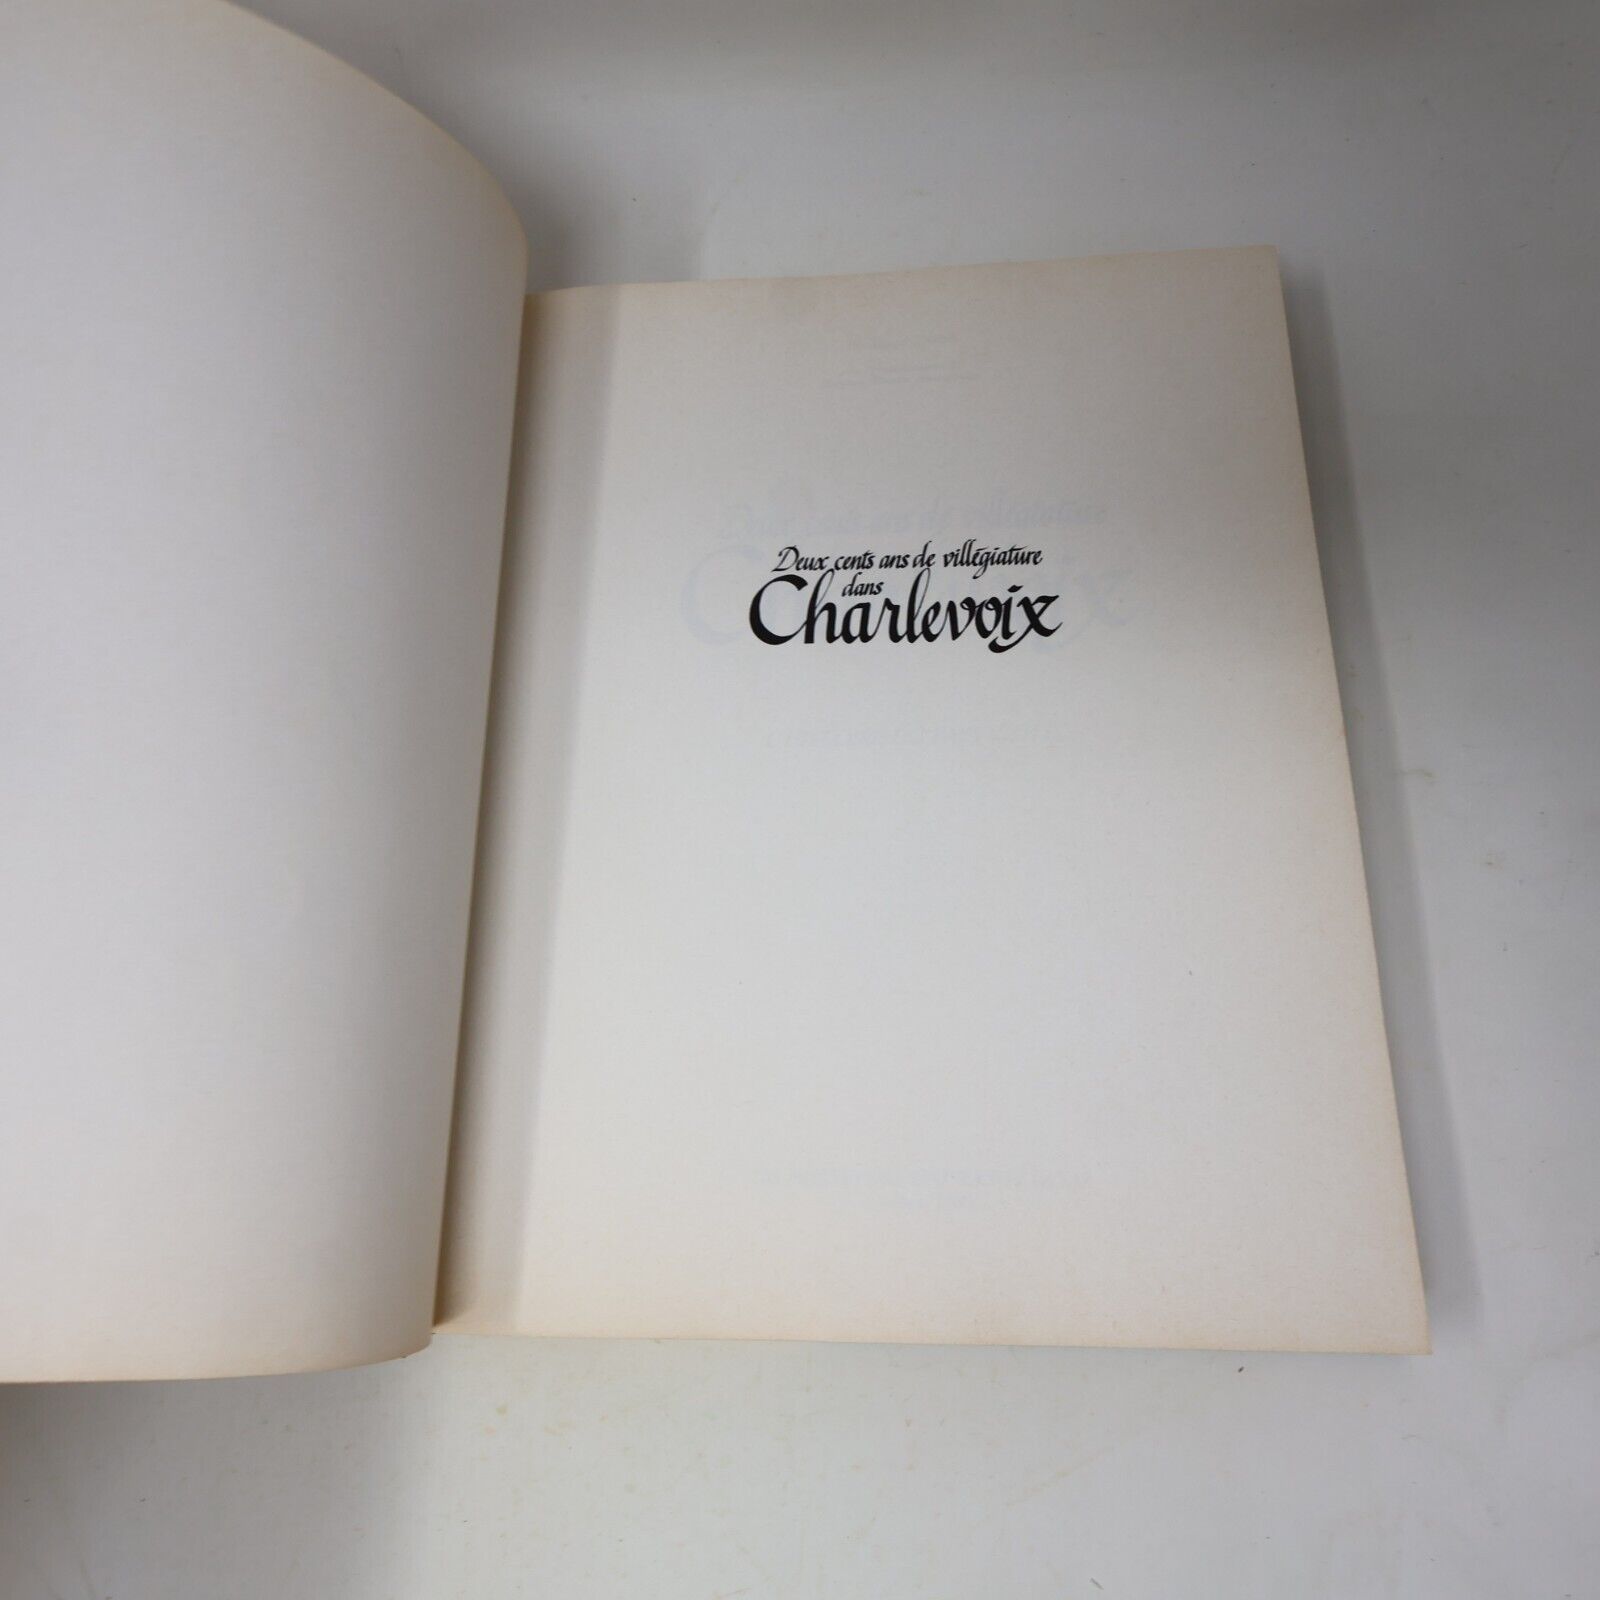 Deux cents ans de villégiature
dans
Charlevoix